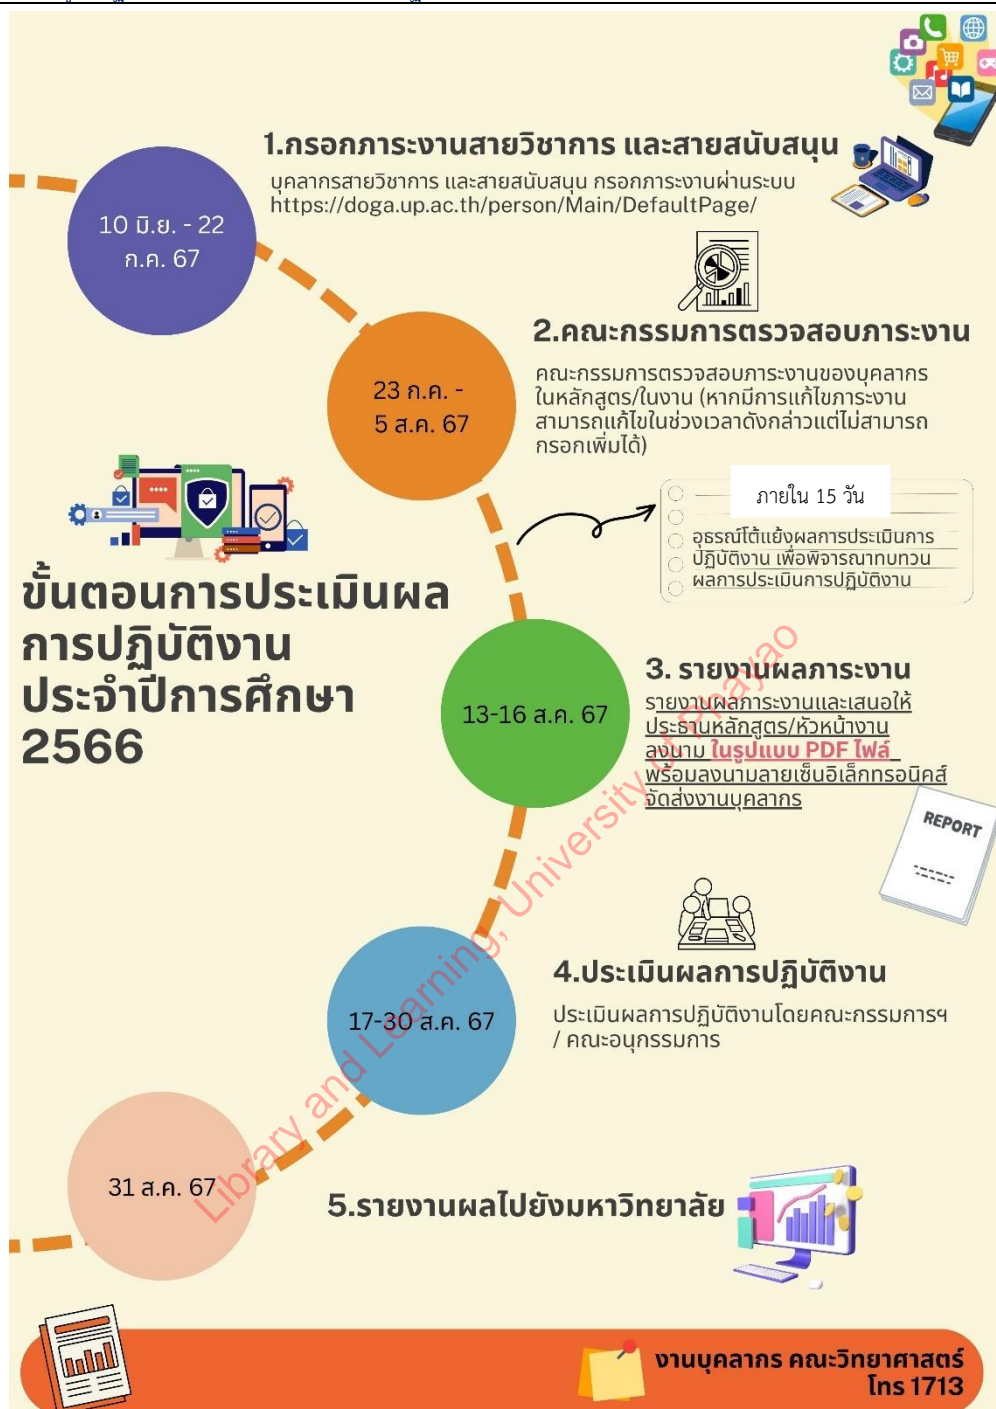 1.กรอกภาระงานสายวิชาการ และสายสนับสนุน
บุคลากรสายวิชาการ และสายสนับสนุน กรอกภาระงานผ่านระบบ
https://doga.up.ac.th/person/Main/DefaultPage/
10 มิ.ย. - 22
ก.ค. 67
2.คณะกรรมการตรวจสอบภาระงาน
คณะกรรมการตรวจสอบภาระงานของบุคลากร
ในหลักสูตร/ในงาน (หากมีการแก้ไขภาระงาน
สามารถแก้ไขในช่วงเวลาดังกล่าวแต่ไม่สามารถ
กรอกเพิ่มได้)
23 ก.ค. -
5 ส.ค. 67
ภายใน 15 วัน
อุธรณ์โต้แย้งผลการประเมินการ
ปฏิบัติงาน เพื่อพิจารณาทบทวน
ผลการประเมินการปฏิบัติงาน
ขั้นตอนการประเมินผล
การปฏิบัติงาน
ประจำปีการศึกษา
2566
3. รายงานผลภาระงาน
รายงานผลภาระงานและเสนอให้
ประธานหลักสูตร/หัวหน้างาน
ลงนาม ในรูปแบบ PDF ไฟล์
พร้อมลงนามลายเซ็นอิเล็กทรอนิคส์
จัดส่งงานบุคลากร
13-16 ส.ค. 67
REPORT
4.ประเมินผลการปฏิบัติงาน
ประเมินผลการปฏิบัติงานโดยคณะกรรมการฯ
/ คณะอนุกรรมการ
17-30 ส.ค. 67
31 ส.ค. 67
5.รายงานผลไปยังมหาวิทยาลัย
Library and Learning, University of Phayao
งานบุคลากร คณะวิทยาศาสตร์
โทร 1713